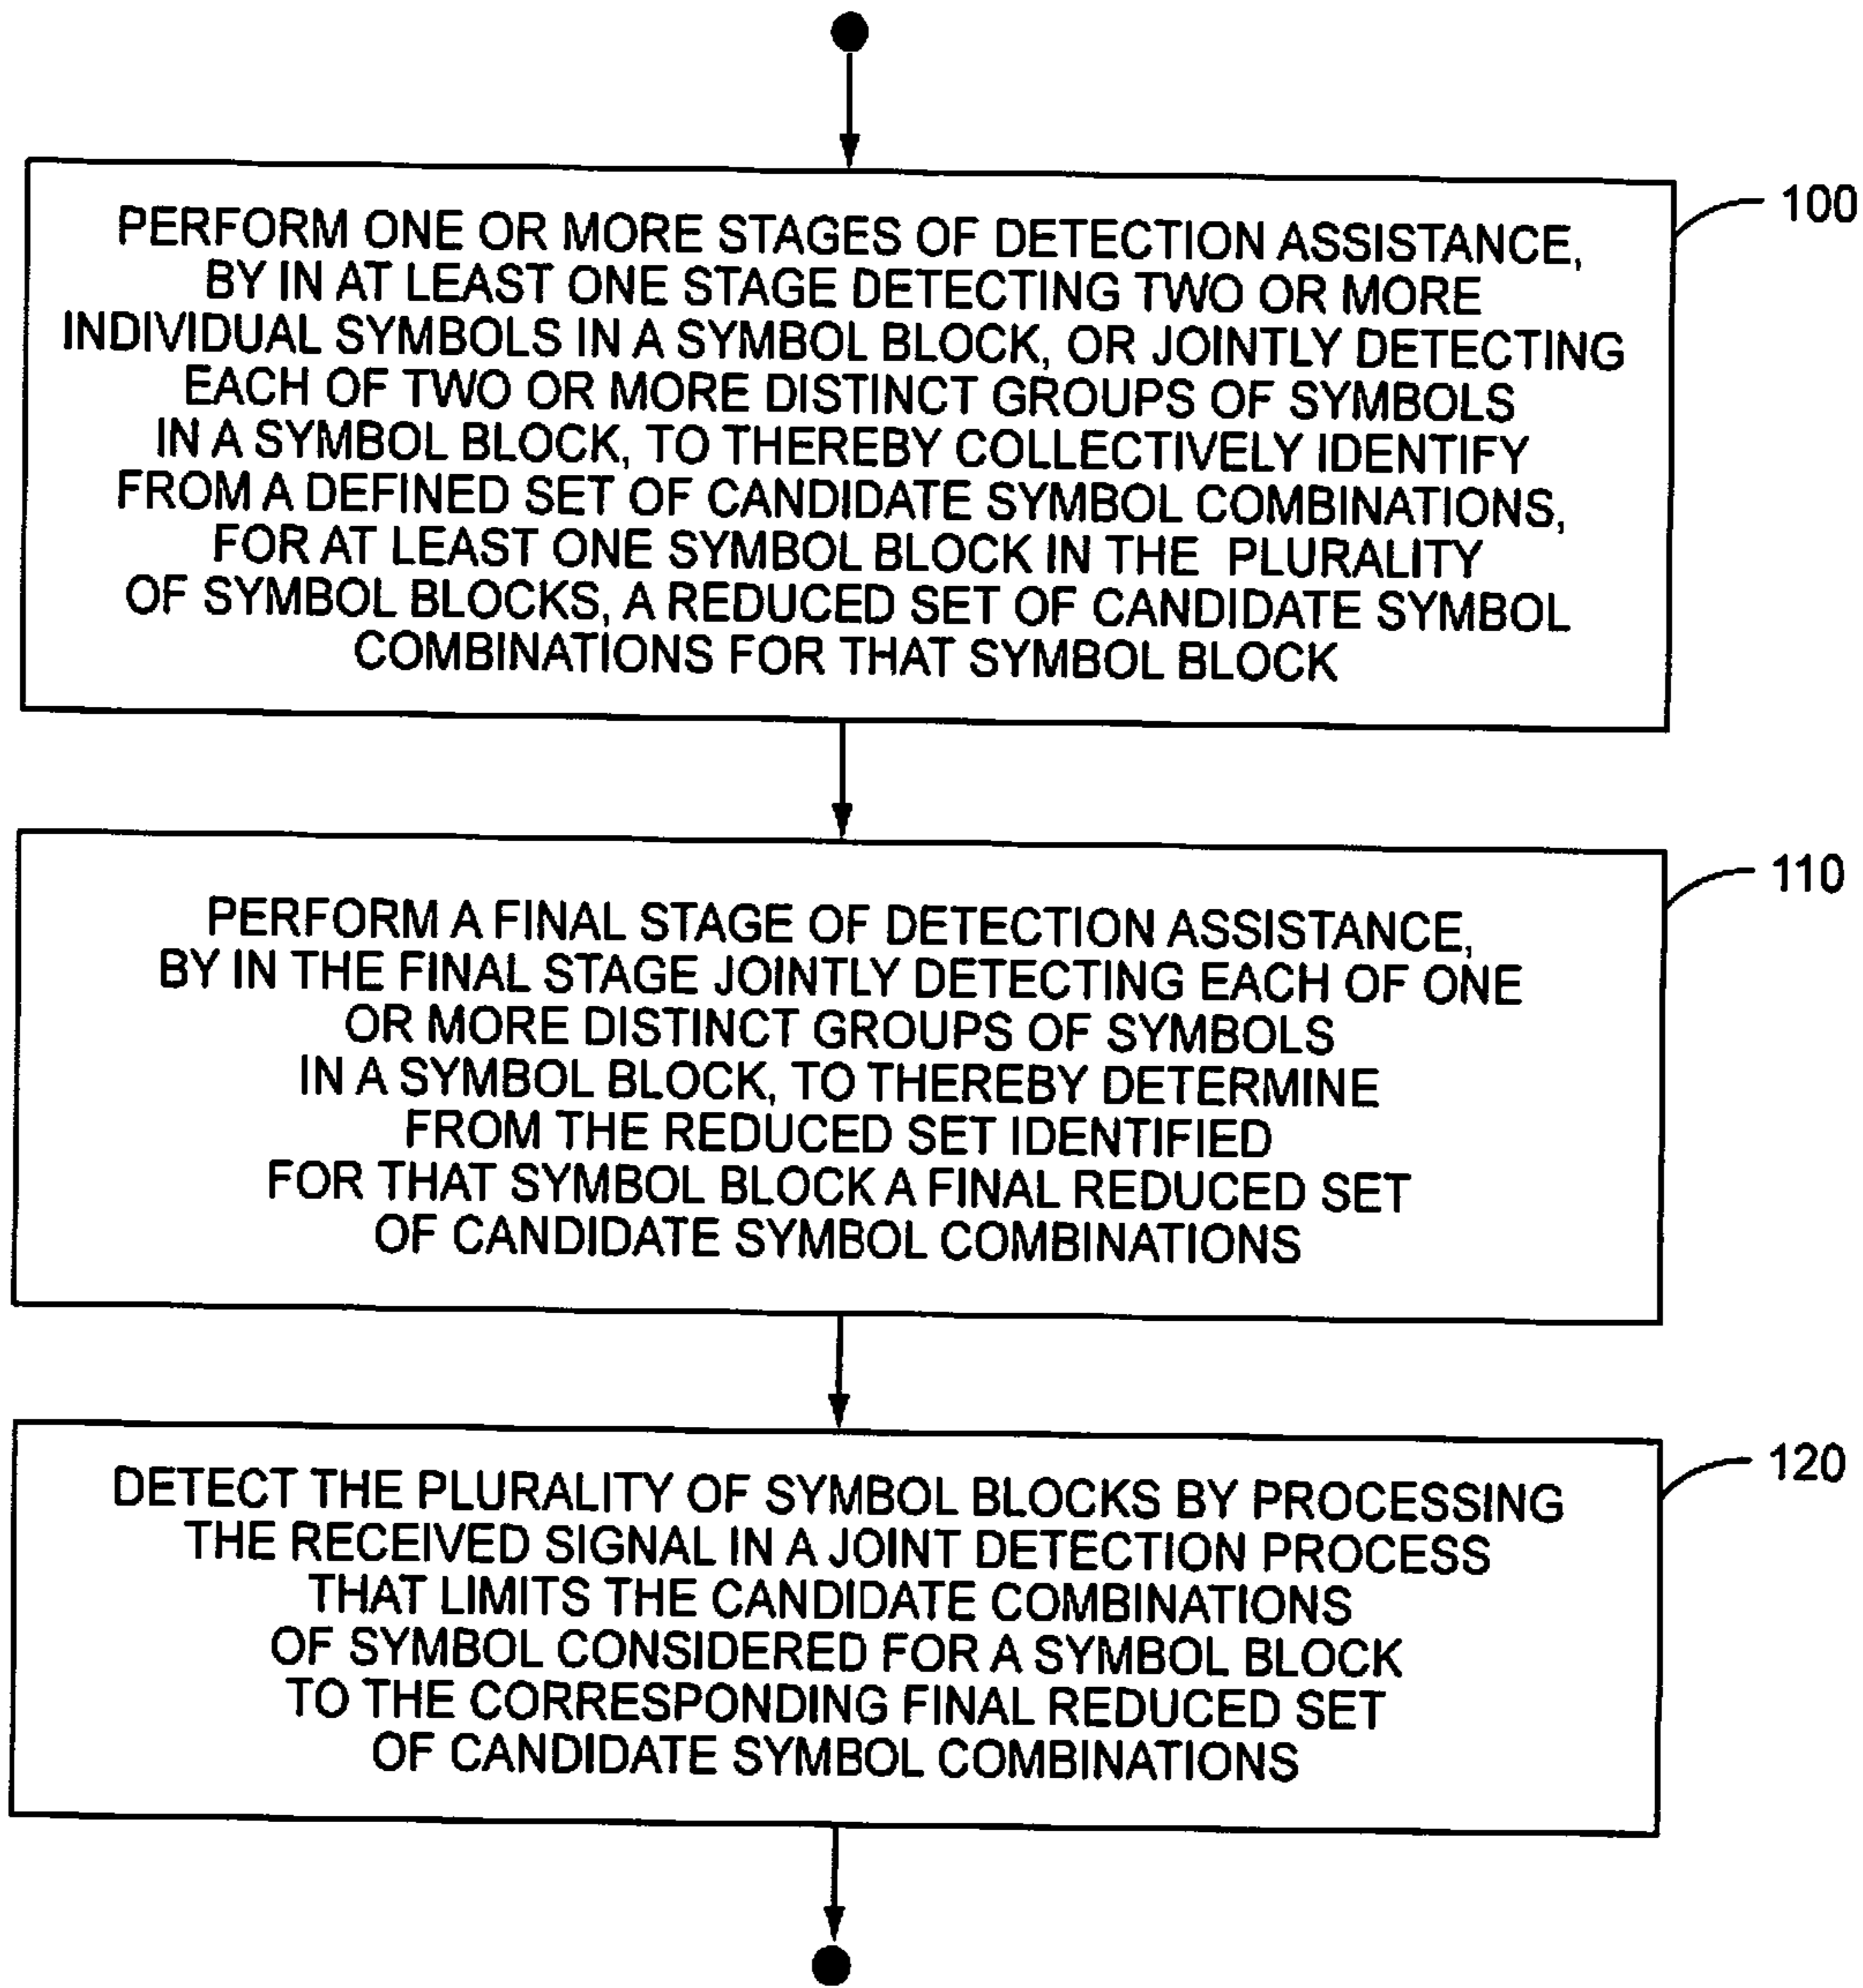 PERFORM ONE OR MORE STAGES OF DETECTION ASSISTANCE,
BY IN AT LEAST ONE STAGE DETECTING TWO OR MORE
INDIVIDUAL SYMBOLS IN A SYMBOL BLOCK, OR JOINTLY DETECTING
EACH OF TWO OR MORE DISTINCT GROUPS OF SYMBOLS
IN A SYMBOL BLOCK, TO THEREBY COLLECTIVELY IDENTIFY
FROM A DEFINED SET OF CANDIDATE SYMBOL COMBINATIONS,
FOR AT LEAST ONE SYMBOL BLOCK IN THE PLURALITY
OF SYMBOL BLOCKS, A REDUCED SET OF CANDIDATE SYMBOL
COMBINATIONS FOR THAT SYMBOL BLOCK
100
PERFORM A FINAL STAGE OF DETECTION ASSISTANCE,
BY IN THE FINAL STAGE JOINTLY DETECTING EACH OF ONE
OR MORE DISTINCT GROUPS OF SYMBOLS
IN A SYMBOL BLOCK, TO THEREBY DETERMINE
FROM THE REDUCED SET IDENTIFIED
FOR THAT SYMBOL BLOCK A FINAL REDUCED SET
OF CANDIDATE SYMBOL COMBINATIONS
110
DETECT THE PLURALITY OF SYMBOL BLOCKS BY PROCESSING
THE RECEIVED SIGNAL IN A JOINT DETECTION PROCESS
THAT LIMITS THE CANDIDATE COMBINATIONS
OF SYMBOL CONSIDERED FOR A SYMBOL BLOCK
TO THE CORRESPONDING FINAL REDUCED SET
OF CANDIDATE SYMBOL COMBINATIONS
120